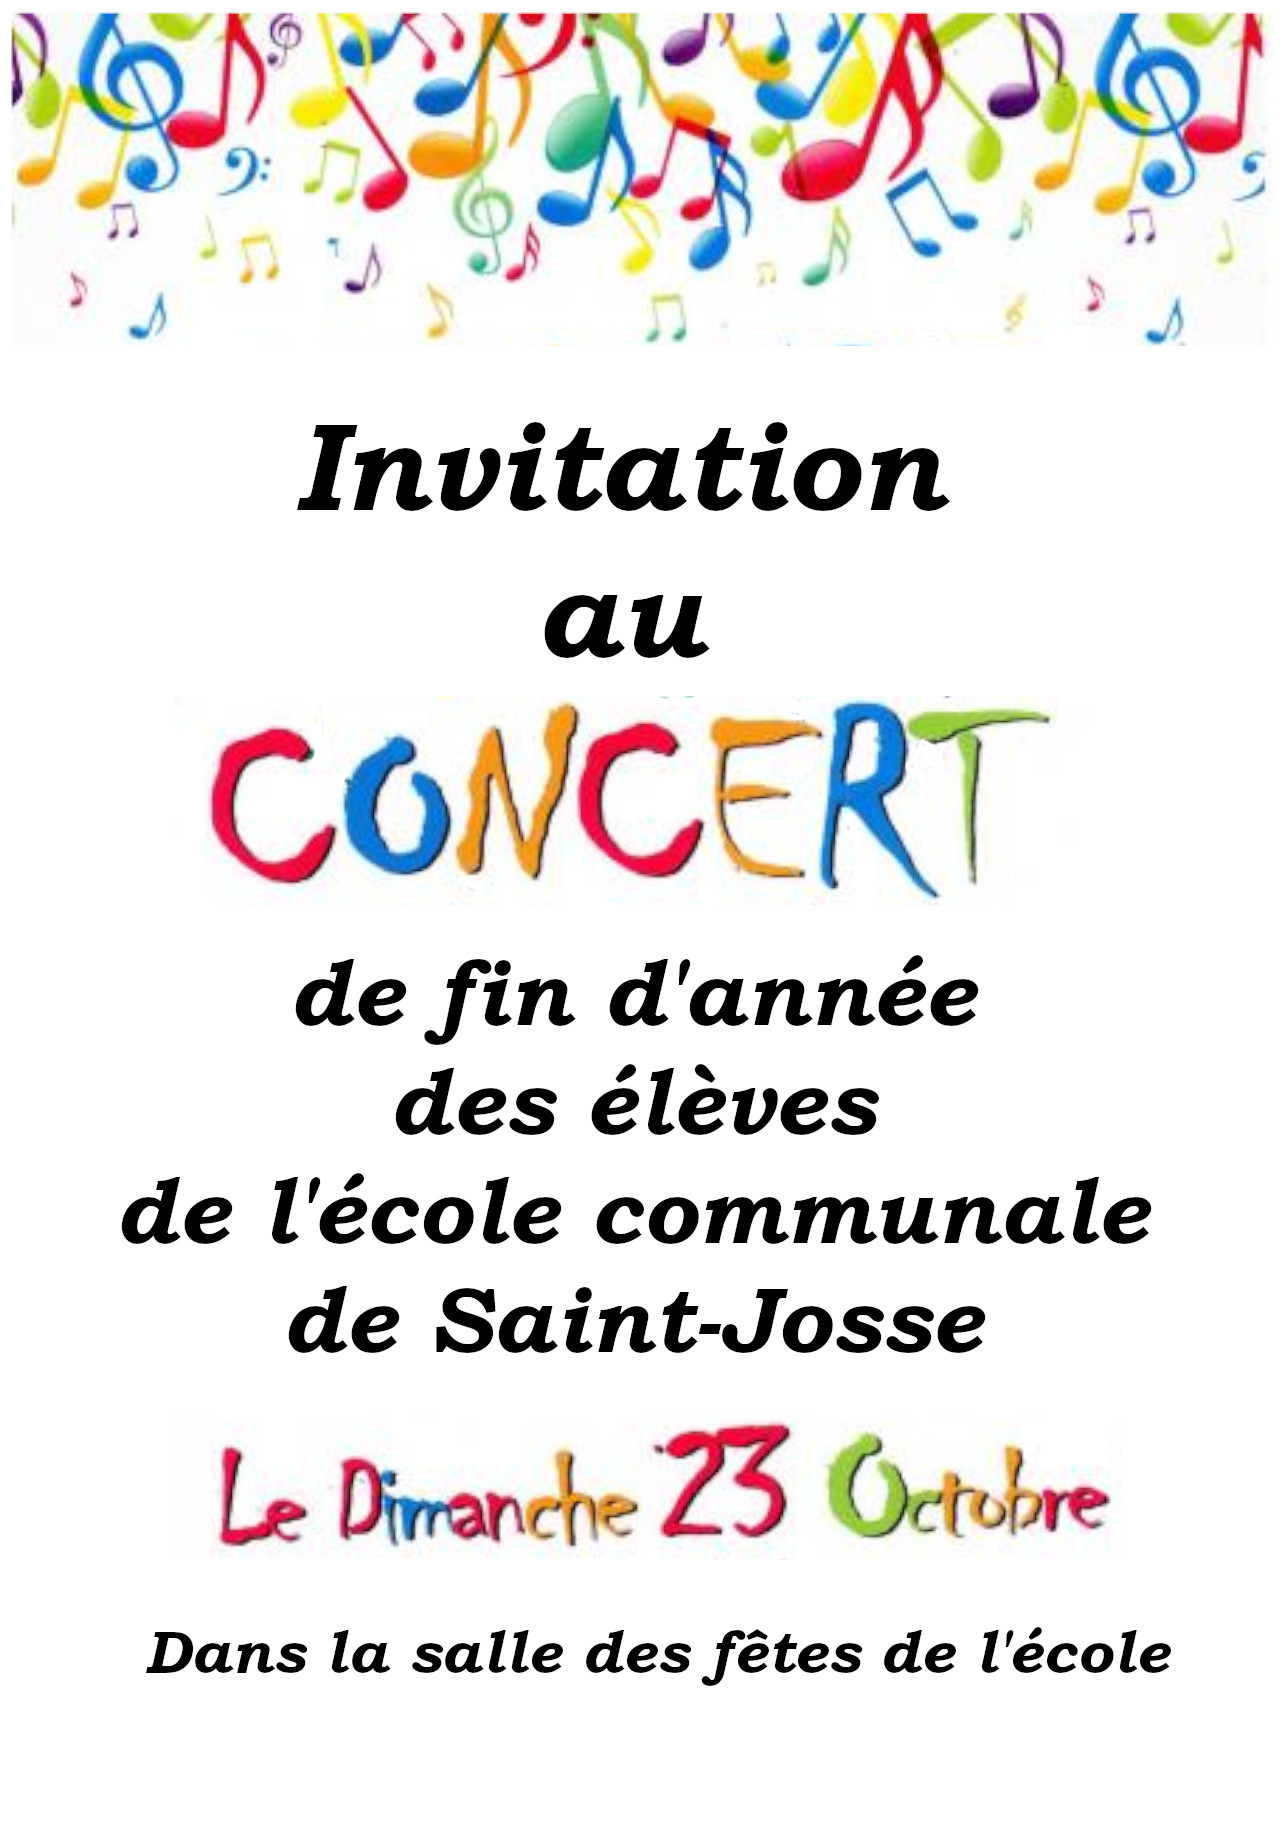 Invitation
au
CONCERT
de fin d'année
des élèves
de l'école communale
de Saint-Josse
Le Dimanche 23 Octobre
Dans la salle des fêtes de l'école